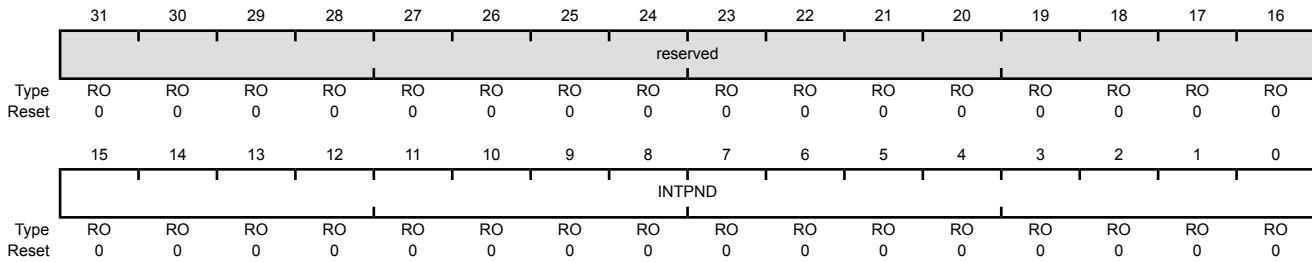 31 30 29 28 27 26 25 24 23 22 21 20 19 18 17 16
reserved
Type RO RO RO RO RO RO RO RO RO RO RO RO RO RO RO RO
Reset 0 0 0 0 0 0 0 0 0 0 0 0 0 0 0 0
15 14 13 12 11 10 9 8 7 6 5 4 3 2 1 0
INTPND
Type RO RO RO RO RO RO RO RO RO RO RO RO RO RO RO RO
Reset 0 0 0 0 0 0 0 0 0 0 0 0 0 0 0 0